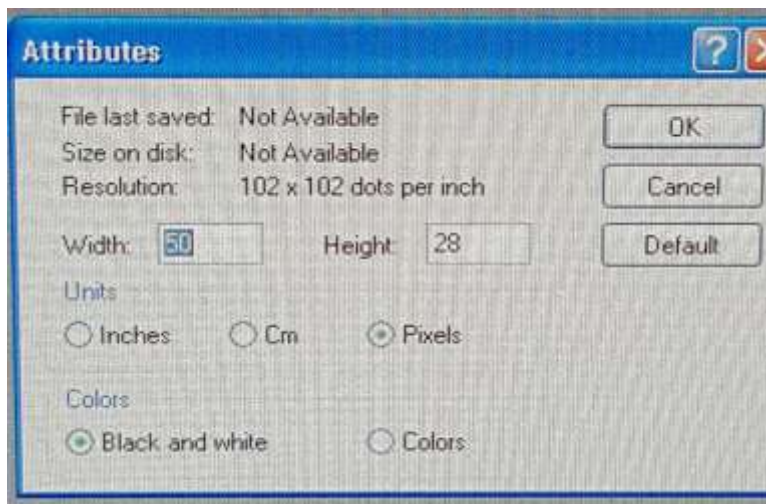 Attributes
File last saved: Not Available
OK
Size on disk: Not Available
Resolution: 102 x 102 dots per inch
Cancel
Width: 50 Height: 28
Default
Units
Inches Cm Pixels
Colors
Black and white Colors